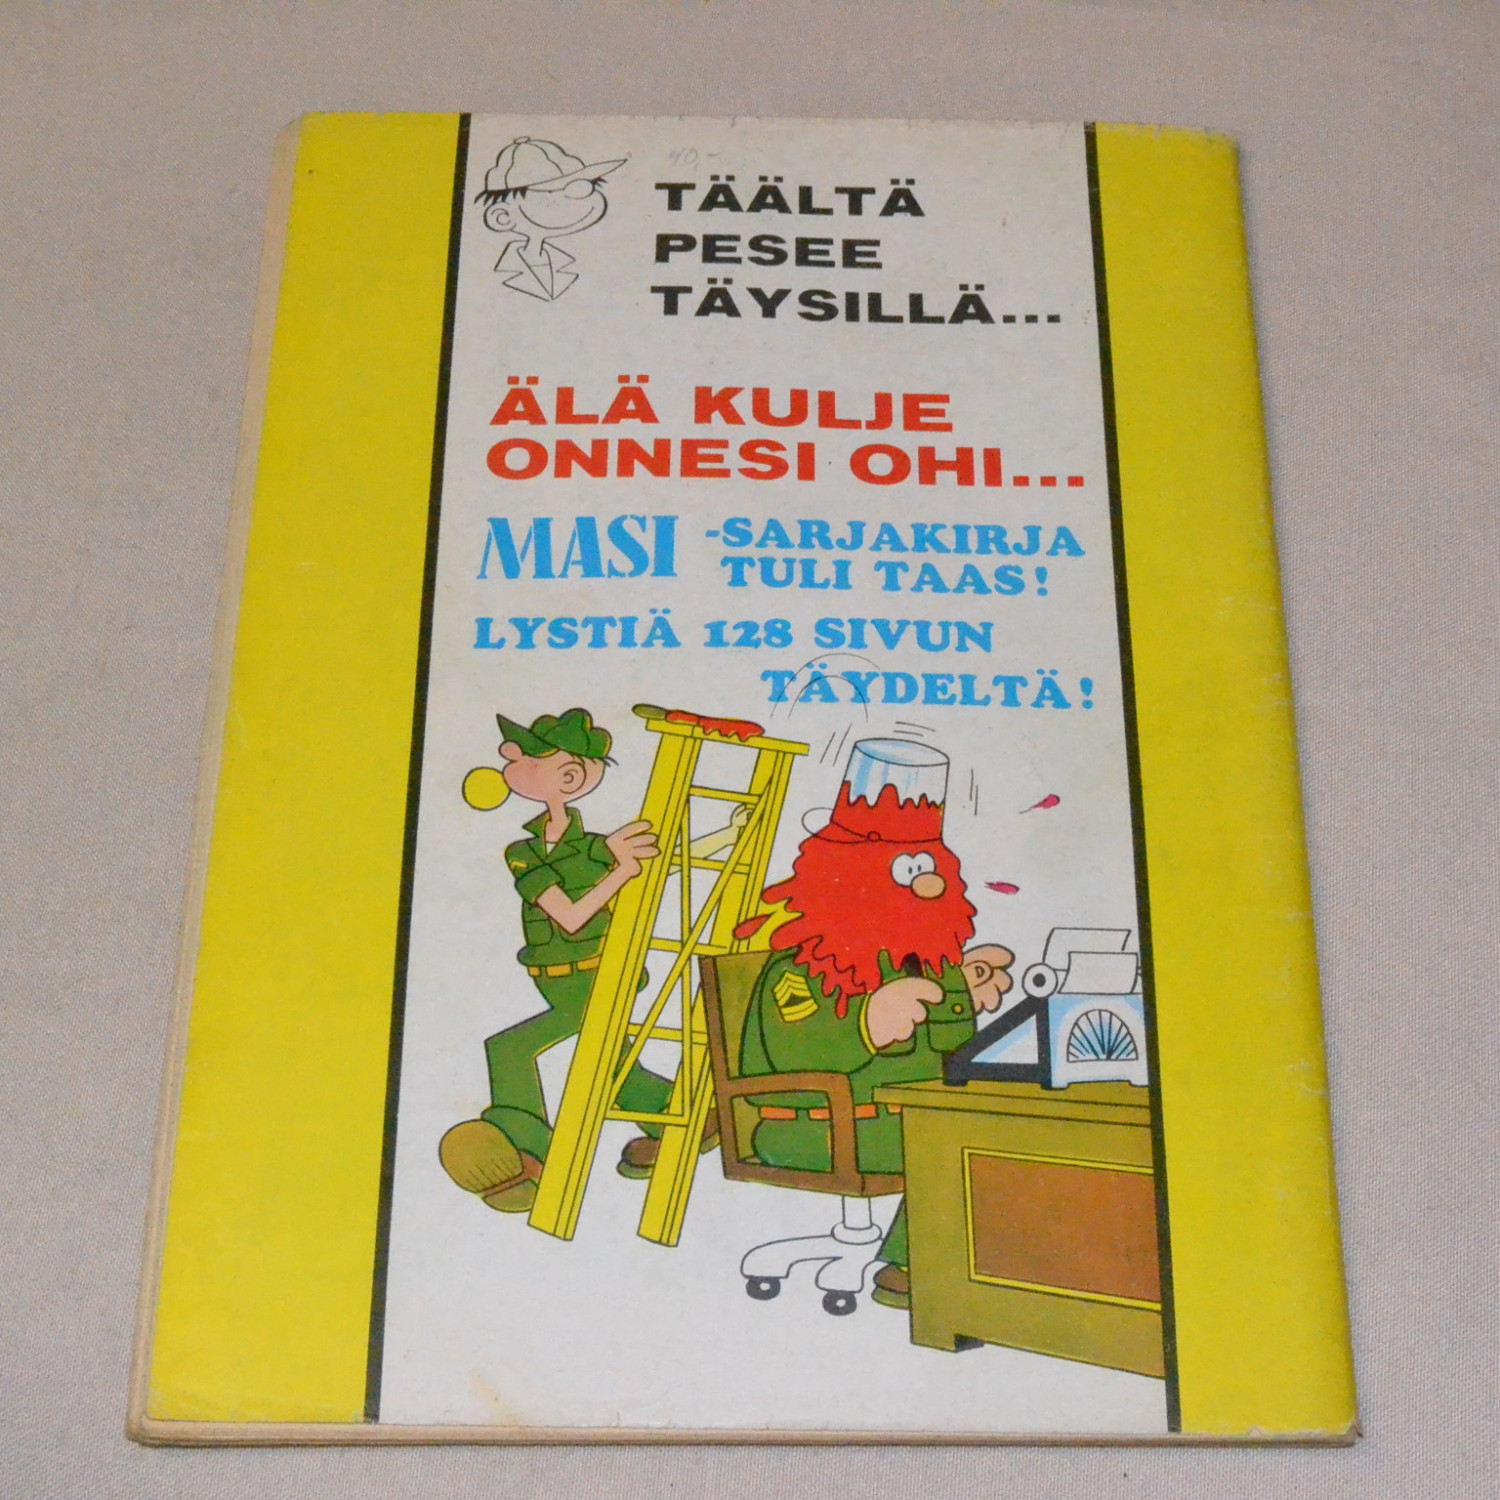 40,-
TÄÄLTÄ
PESEE
TÄYSILLÄ...
ÄLÄ KULJE
ONNESI OHI...
MASI -SARJAKIRJA
TULI TAAS!
LYSTIÄ 128 SIVUN
TÄYDELTÄ!